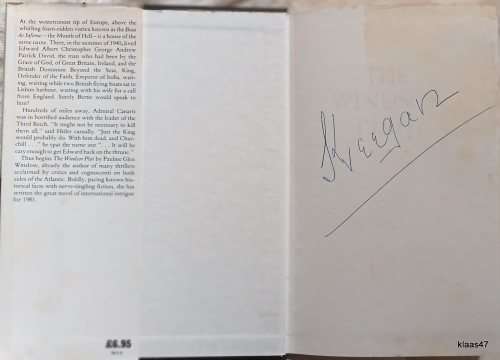 At the westernmost tip of Europe, above the
whirling foam-ridden vortex known as the Boca
do Inferno – the Mouth of Hell – is a house of the
same name. There, in the summer of 1940, lived
Edward Albert Christopher George Andrew
Patrick David, the man who had been by the
Grace of God, of Great Britain, Ireland, and the
British Dominions Beyond the Seas, King,
Defender of the Faith, Emperor of India, wait-
ing, waiting while two British flying boats sat in
Lisbon harbour, waiting with his wife for a call
from England. Surely Bertie would speak to
him?
Hundreds of miles away, Admiral Canaris
was in horrified audience with the leader of the
Third Reich. "It ought not be necessary to kill
them all," said Hitler casually. "Just the King
would probably do. With him dead, and Chur-
chill . . ." he spat the name out ". . . It will be
easy enough to get Edward back on the throne."
Thus begins The Windsor Plot by Pauline Glen
Winslow, already the author of many thrillers
acclaimed by critics and cognoscenti on both
sides of the Atlantic. Boldly, pacing known his-
torical facts with nerve-tingling fiction, she has
written the great novel of international intrigue
for 1981.
£6.95
klaas47